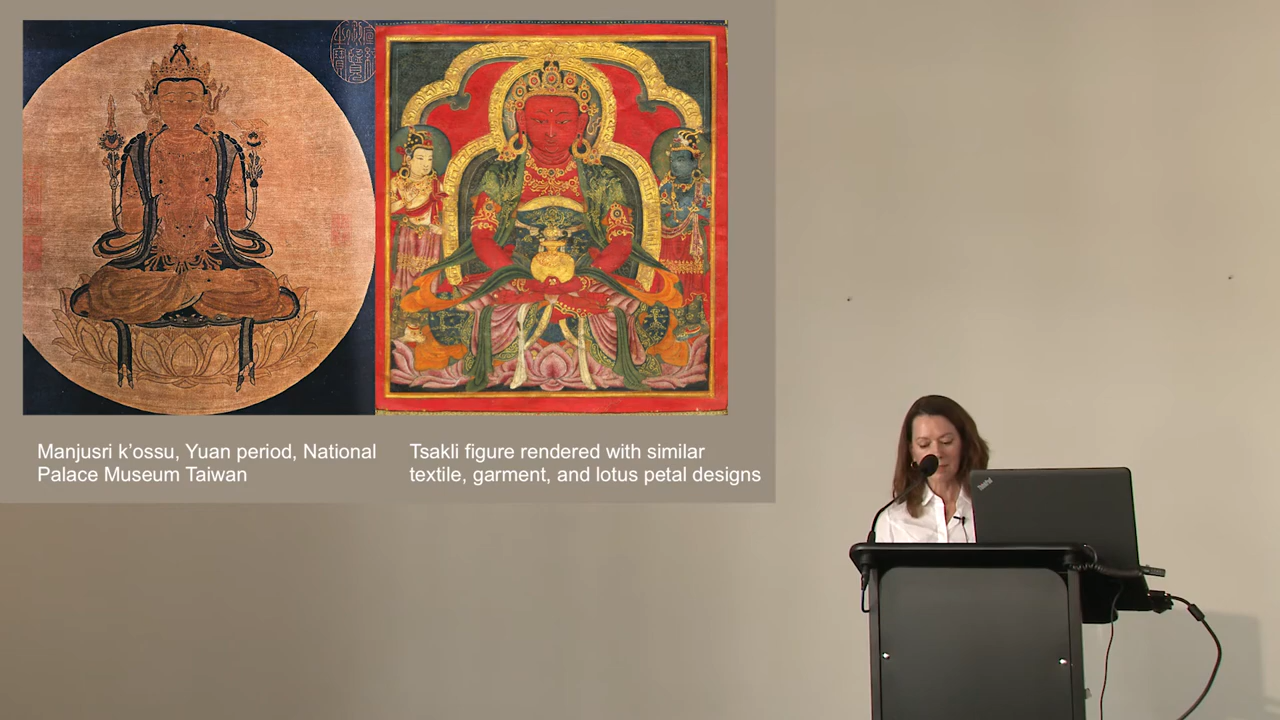 Manjusri k'ossu, Yuan period, National
Palace Museum Taiwan
Tsakli figure rendered with similar
textile, garment, and lotus petal designs
ThinkPad